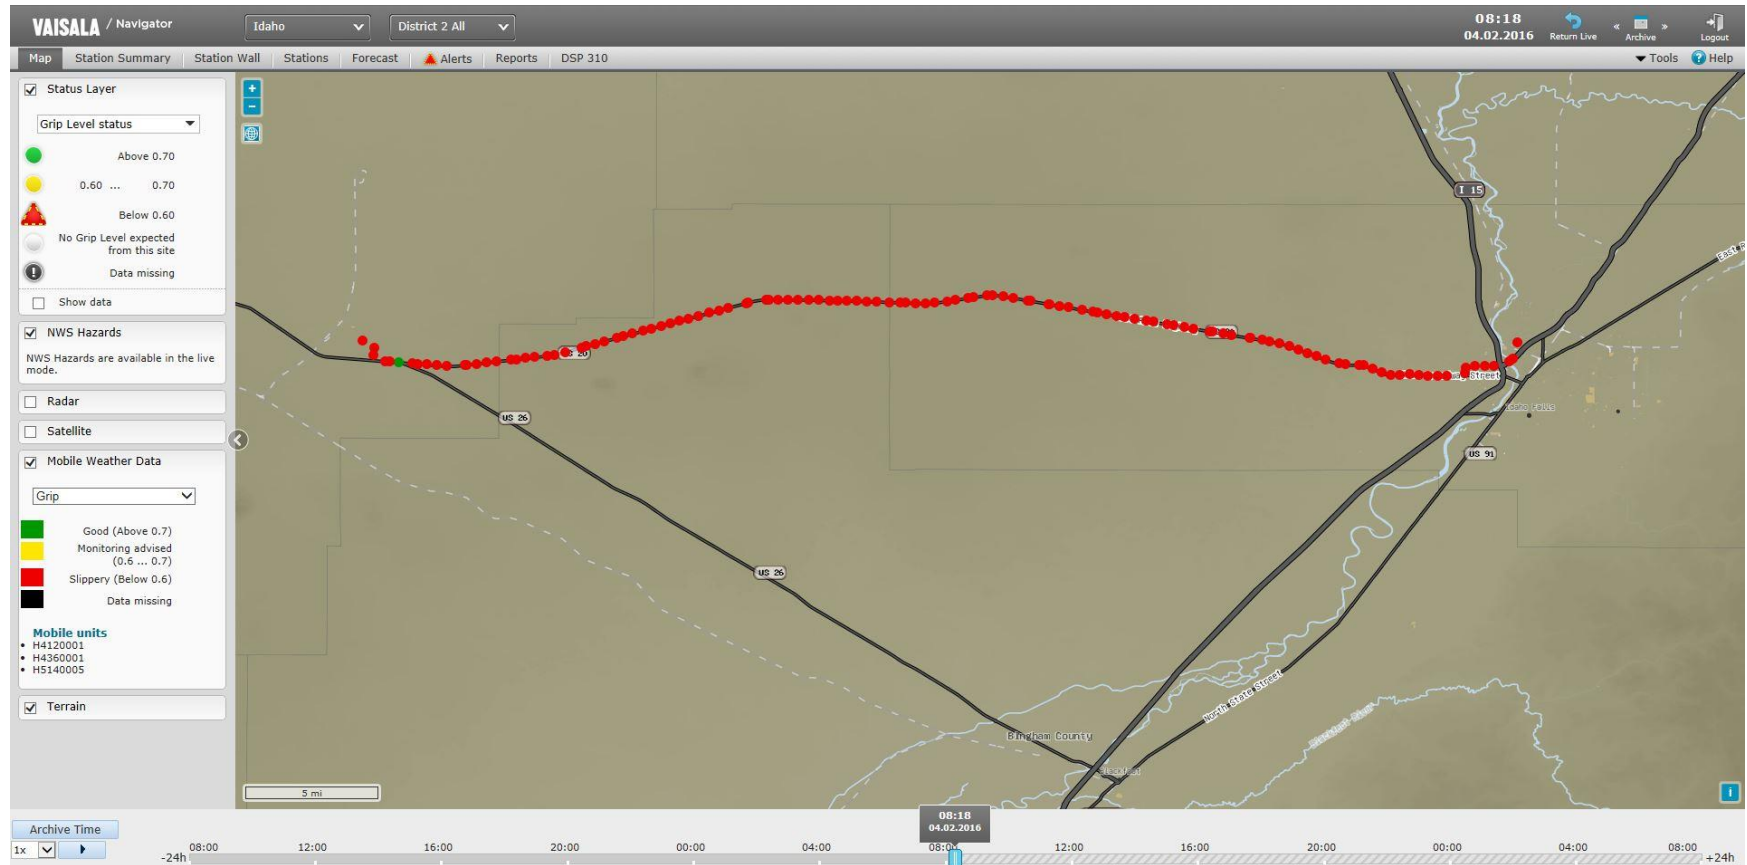 VAISALA / Navigator
Idaho
District 2 All
08:18
04.02.2016
Return Live
« »
Archive
Logout
Map Station Summary Station Wall Stations Forecast Alerts Reports DSP 310
Tools ? Help
Status Layer
Grip Level status
Above 0.70
0.60 ... 0.70
Below 0.60
No Grip Level expected
from this site
! Data missing
Show data
NWS Hazards
NWS Hazards are available in the live
mode.
Radar
Satellite
Mobile Weather Data
Grip
Good (Above 0.7)
Monitoring advised
(0.6 ... 0.7)
Slippery (Below 0.6)
Data missing
Mobile units
• H4120001
• H4360001
• H5140005
Terrain
+
-
I 15
East R
US 26
Street
Idaho Falls
US 91
US 26
North State Street
Bingham County
Blackfoot River
Blackfoot
5 mi
i
08:18
04.02.2016
Archive Time
1x
-24h 08:00 12:00 16:00 20:00 00:00 04:00 08:00 12:00 16:00 20:00 00:00 04:00 08:00 +24h